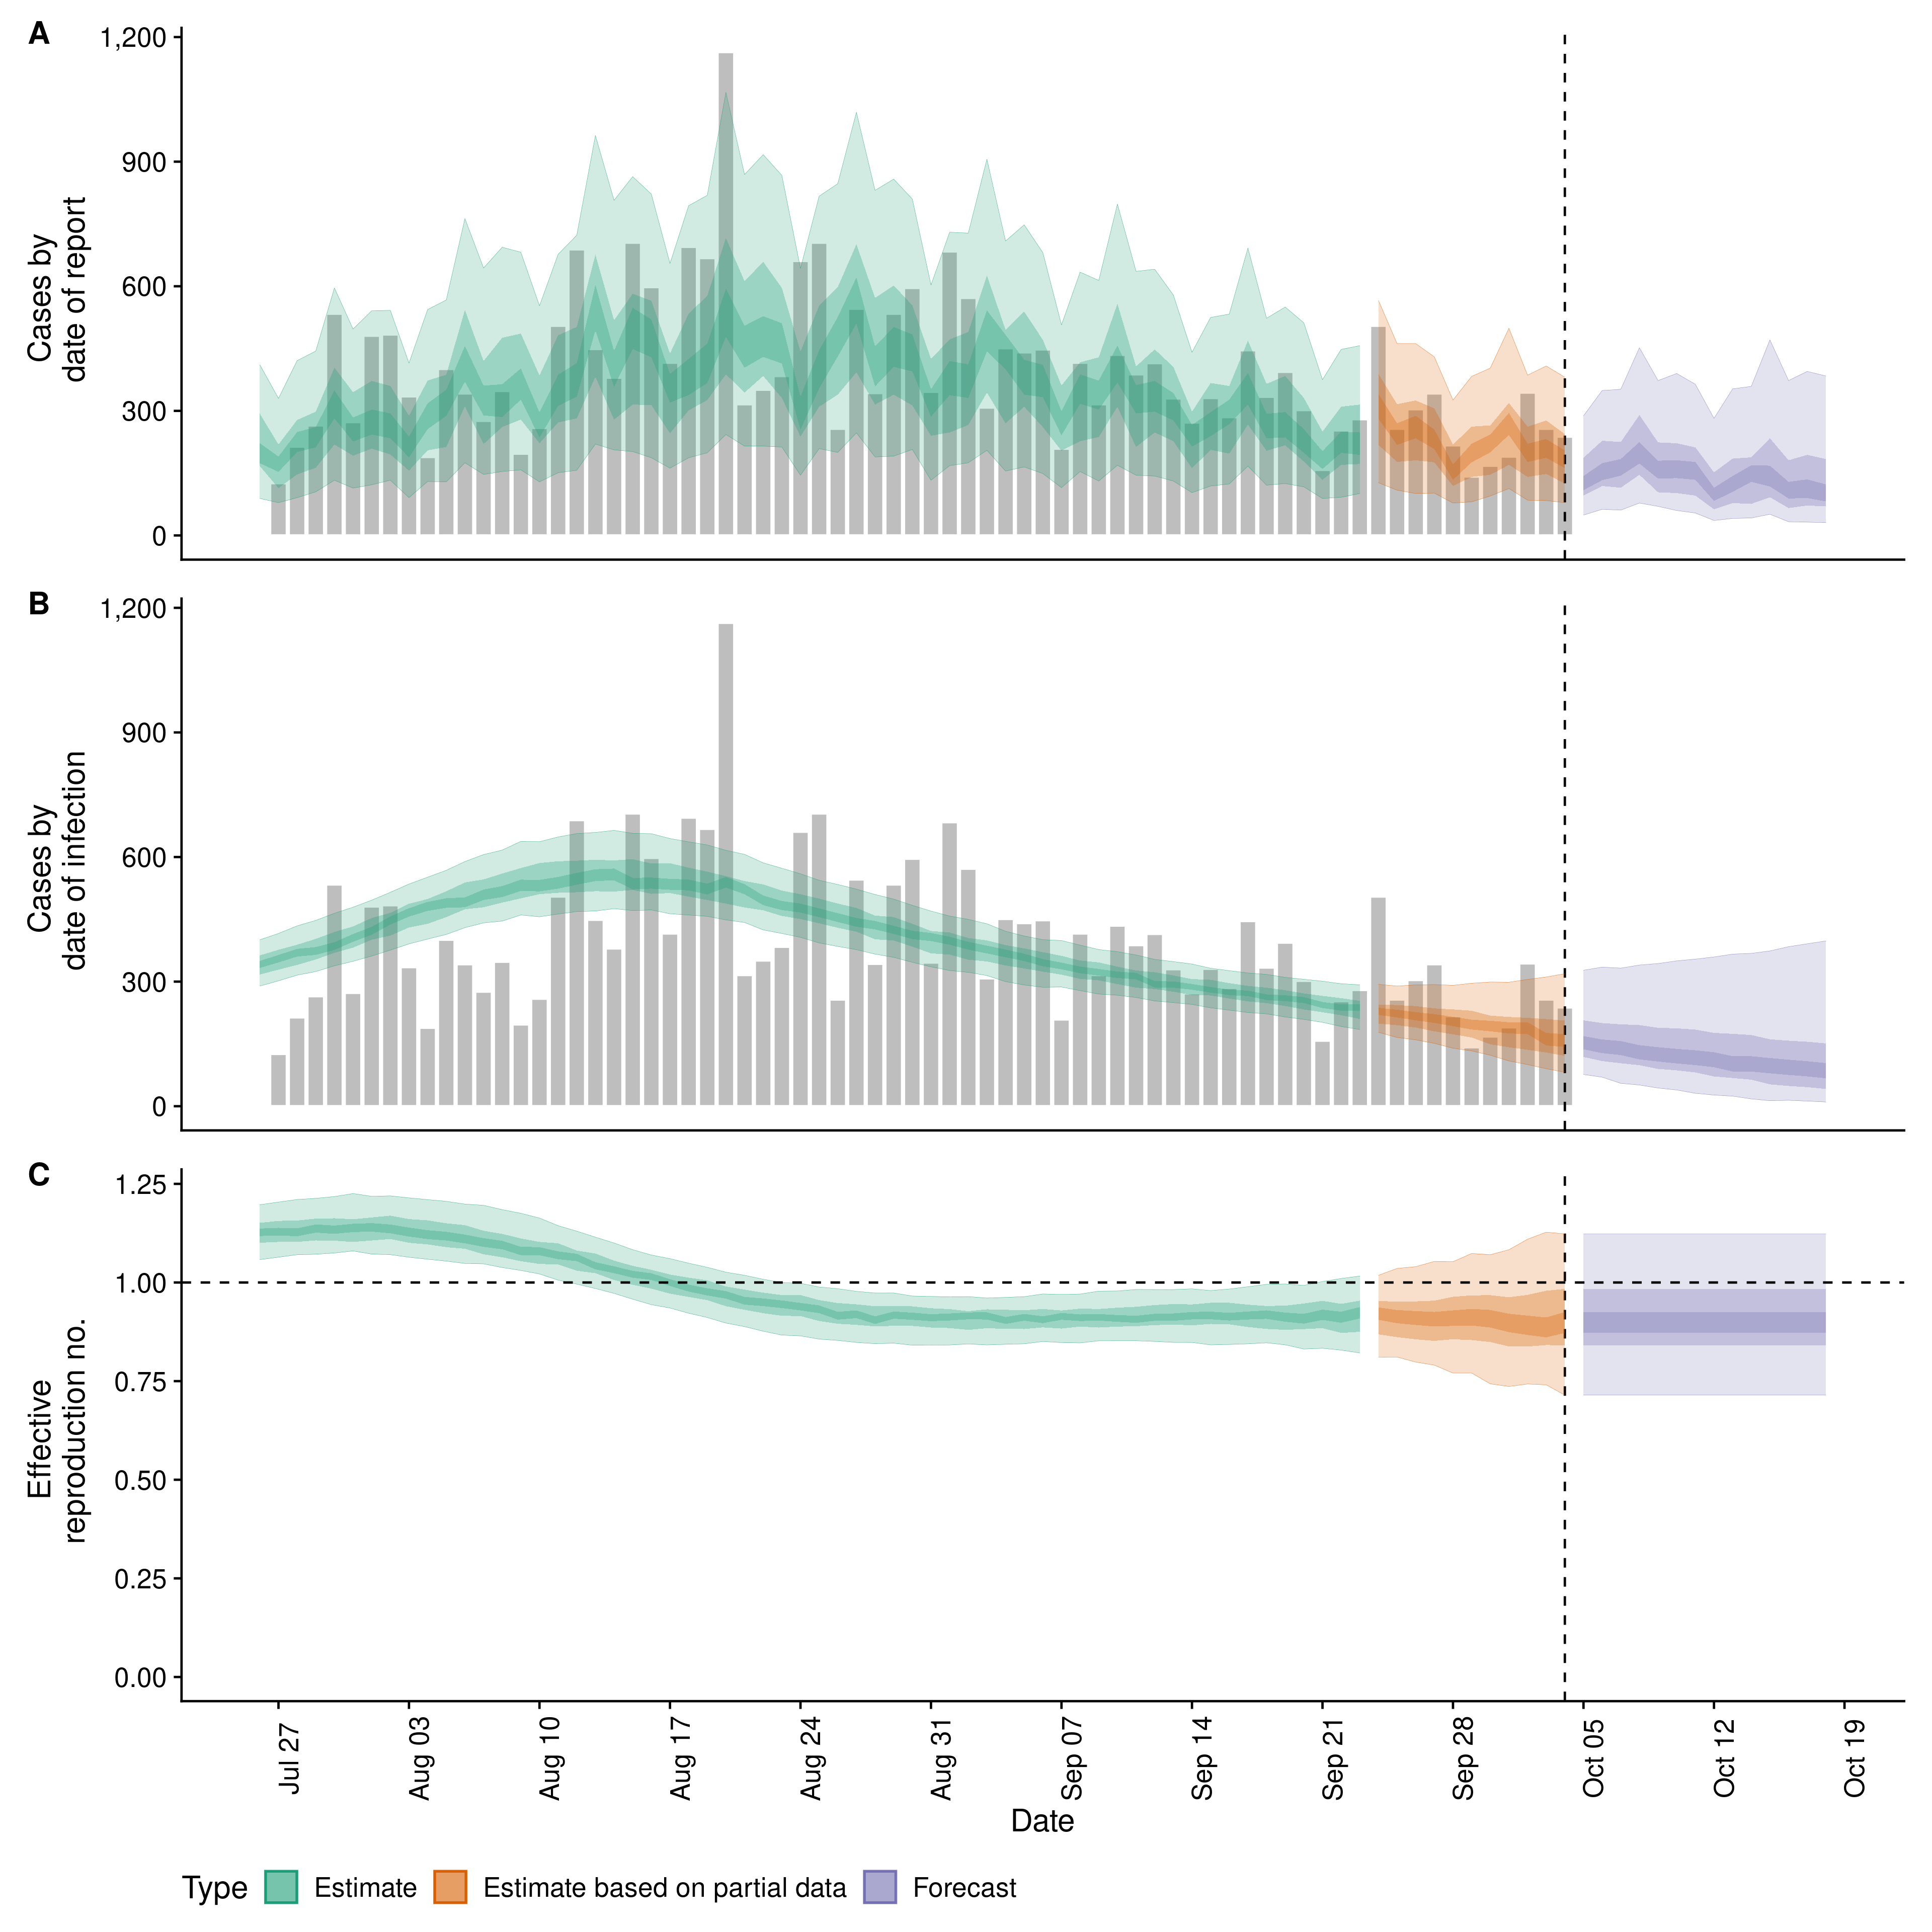 A
1,200
900
600
300
0
Cases by
date of report
B
1,200
900
600
300
0
Cases by
date of infection
C
1.25
1.00
0.75
0.50
0.25
0.00
Effective
reproduction no.
Jul 27
Aug 03
Aug 10
Aug 17
Aug 24
Aug 31
Sep 07
Sep 14
Sep 21
Sep 28
Oct 05
Oct 12
Oct 19
Date
Type Estimate Estimate based on partial data Forecast